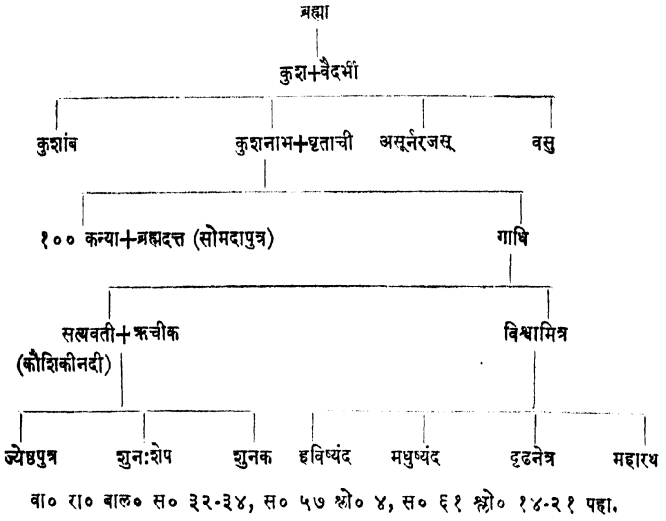 ब्रह्मा
कुश+वैदर्भी
कुशांब कुशनाभ+घृताची असूर्नरजस् वसु
१०० कन्या+ब्रह्मदत्त (सोमदापुत्र) गाधि
सत्यवती+ऋचीक विश्वामित्र
(कौशिकीनदी)
ज्येष्ठपुत्र शुनःशेप शुनक हविष्यंद मधुष्यंद दृढनेत्र महारथ
वा० रा० बाल० स० ३२-३४, स० ५७ श्लो० ४, स० ६१ श्लो० १४-२१ पहा.